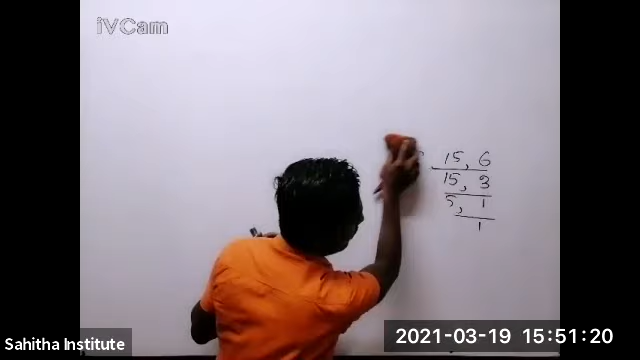 iVCam
15, 6
15, 3
5, 1
1
Sahitha Institute
2021-03-19 15:51:20